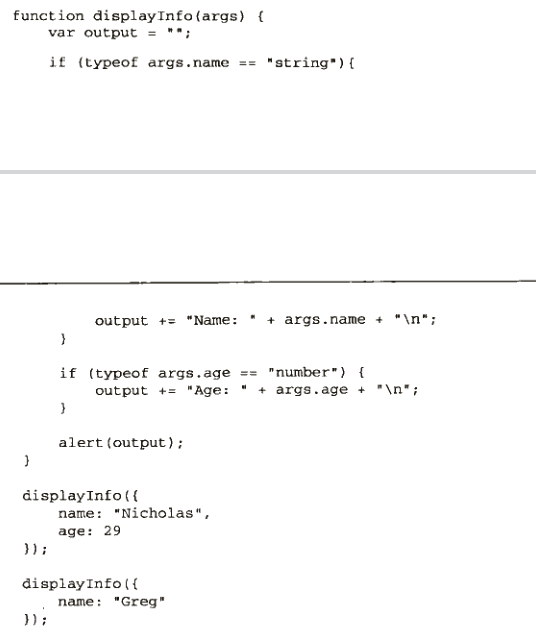 function displayInfo(args) {
    var output = "";
    if (typeof args.name == "string"){
        output += "Name: " + args.name + "\n";
    }
    if (typeof args.age == "number") {
        output += "Age: " + args.age + "\n";
    }
    alert(output);
}
displayInfo({
    name: "Nicholas",
    age: 29
});
displayInfo({
    name: "Greg"
});